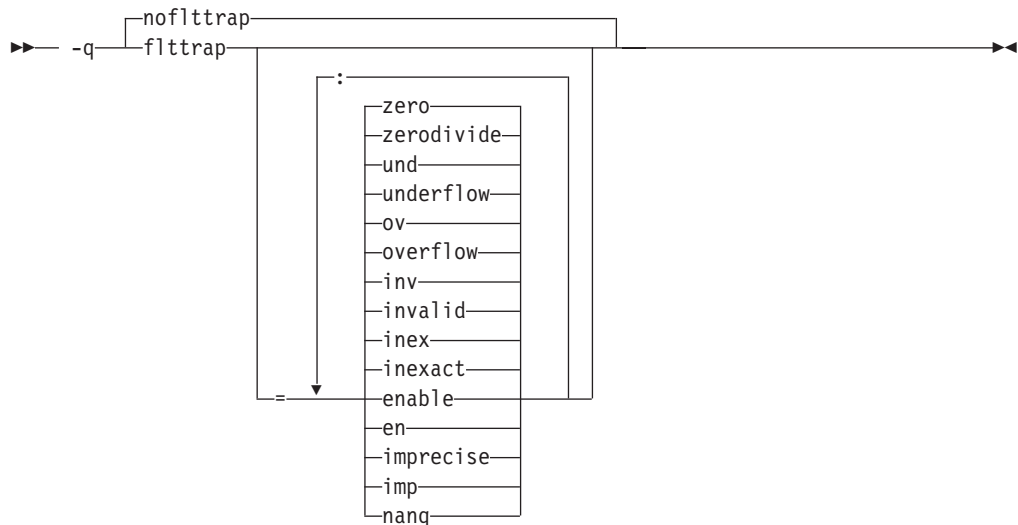 noflttrap
-q flttrap
:
zero
zerodivide
und
underflow
ov
overflow
inv
invalid
inex
inexact
= enable
en
imprecise
imp
nanq